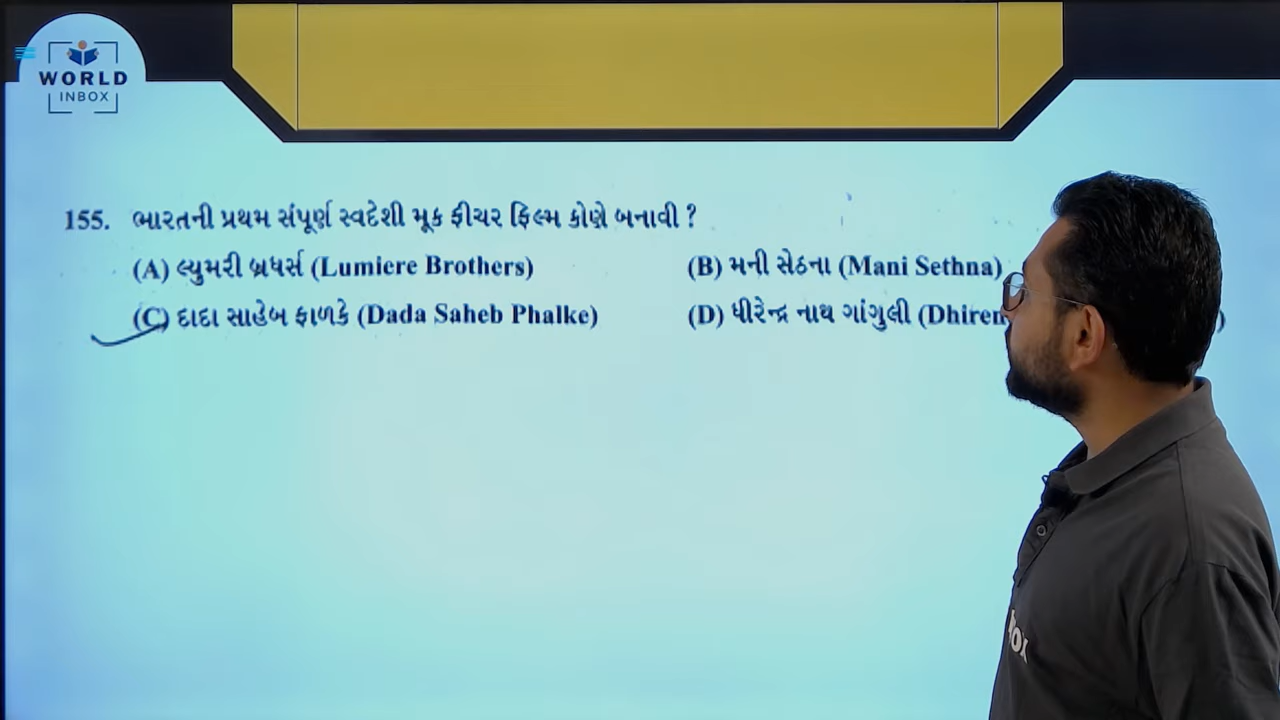 WORLD
INBOX
155. ભારતની પ્રથમ સંપૂર્ણ સ્વદેશી મૂક ફીચર ફિલ્મ કોણે બનાવી ?
(A) લ્યુમરી બ્રધર્સ (Lumiere Brothers)
(B) મની સેઠના (Mani Sethna)
(C) દાદા સાહેબ ફાળકે (Dada Saheb Phalke)
(D) ધીરેન્દ્ર નાથ ગાંગુલી (Dhiren )